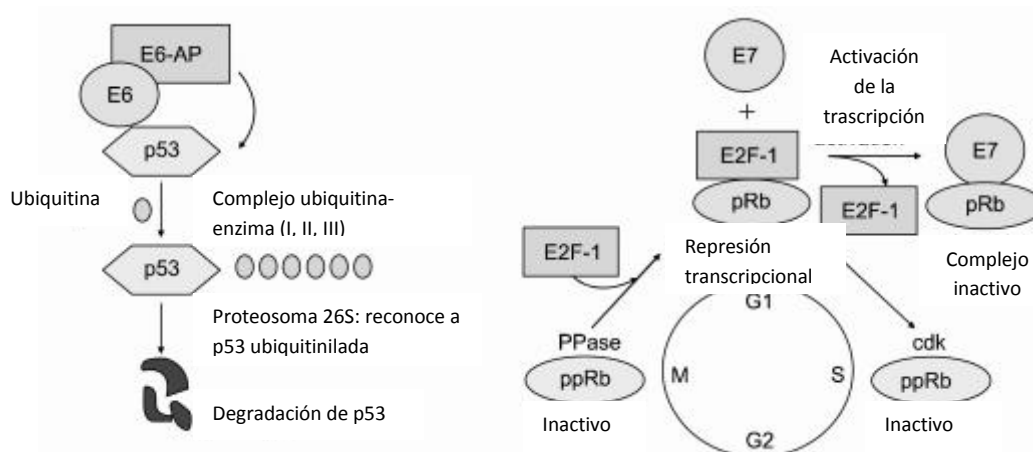 E6-AP
E6
p53
Ubiquitina
Complejo ubiquitina-
enzima (I, II, III)
p53
Proteosoma 26S: reconoce a
p53 ubiquitinilada
Degradación de p53
E7
+
E2F-1
pRb
Activación
de la
trascripción
E7
pRb
E2F-1
Complejo
inactivo
E2F-1
Represión
transcripcional
PPase
ppRb
Inactivo
G1
M
S
G2
cdk
ppRb
Inactivo